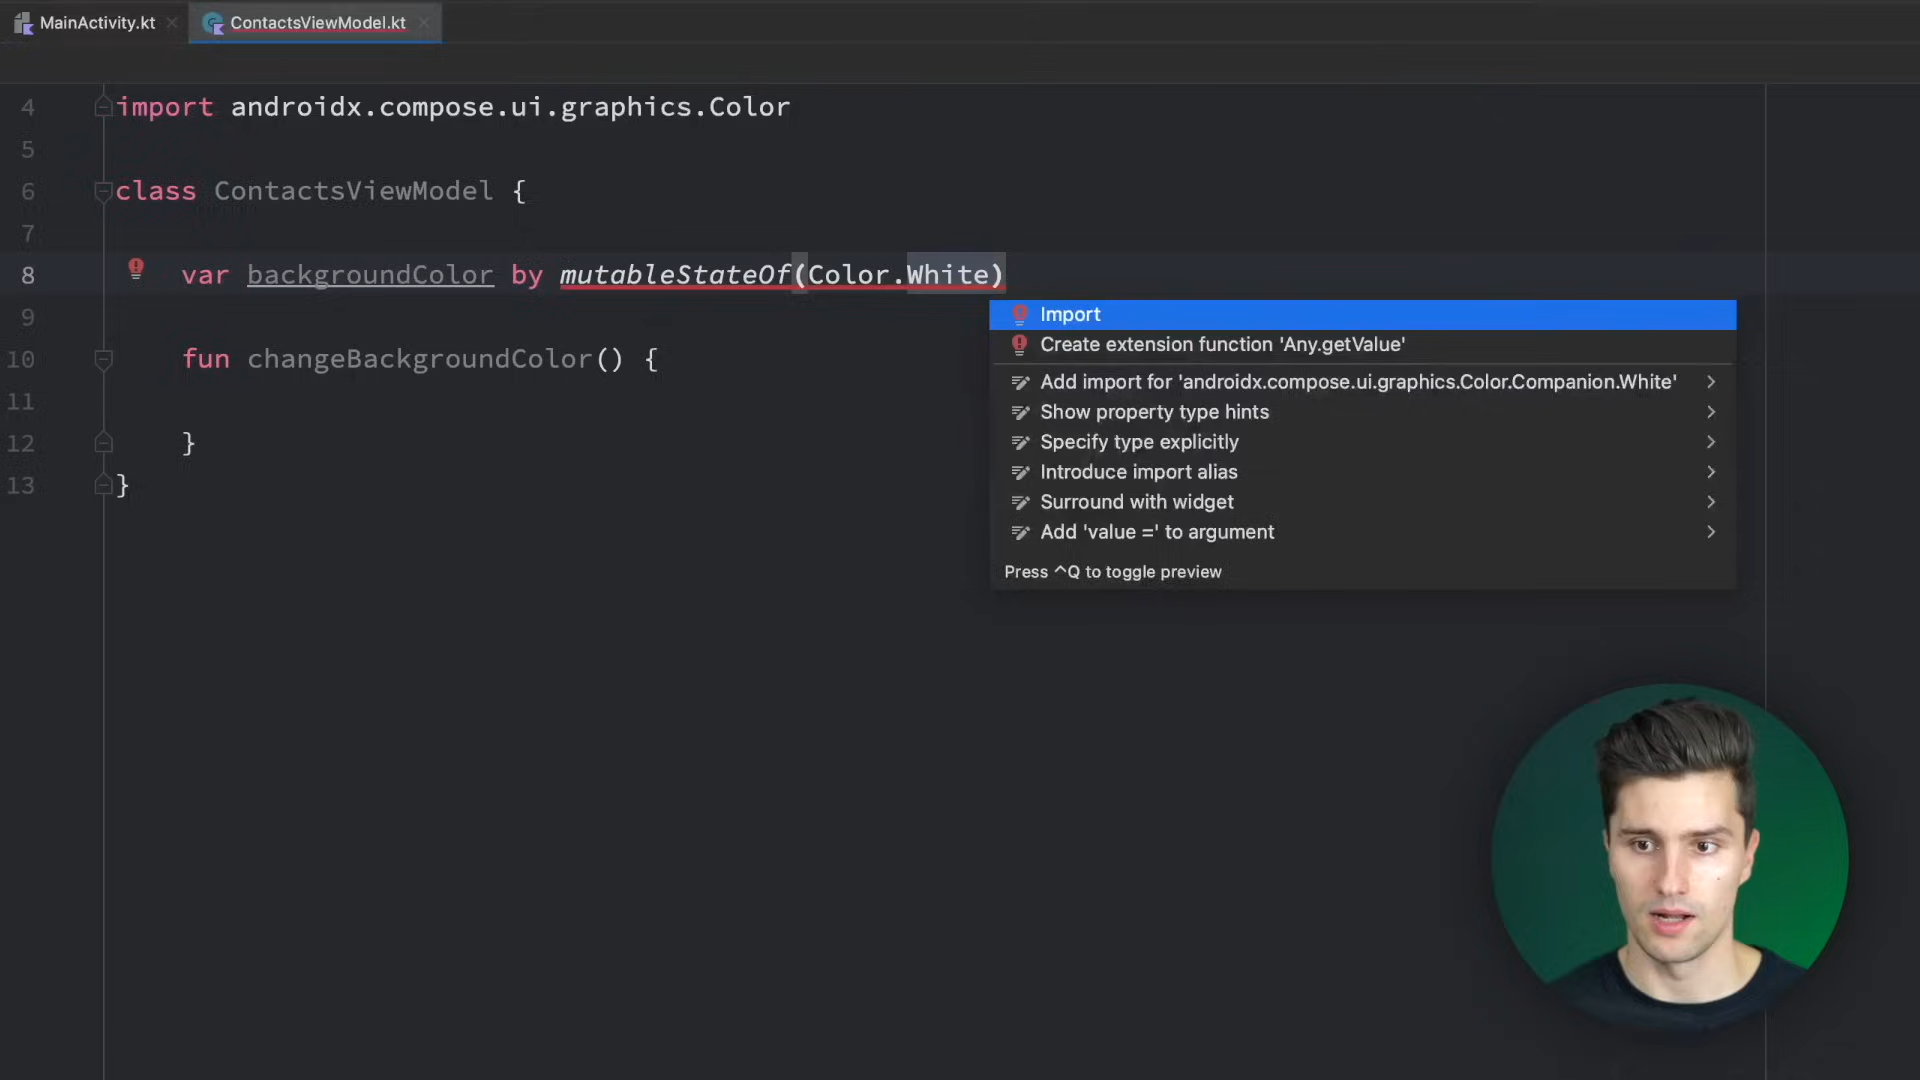 MainActivity.kt
ContactsViewModel.kt
4 import androidx.compose.ui.graphics.Color
5
6 class ContactsViewModel {
7
8 var backgroundColor by mutableStateOf(Color.White)
9
10 fun changeBackgroundColor() {
11
12 }
13 }
Import
Create extension function 'Any.getValue'
Add import for 'androidx.compose.ui.graphics.Color.Companion.White'
Show property type hints
Specify type explicitly
Introduce import alias
Surround with widget
Add 'value =' to argument
Press ^Q to toggle preview